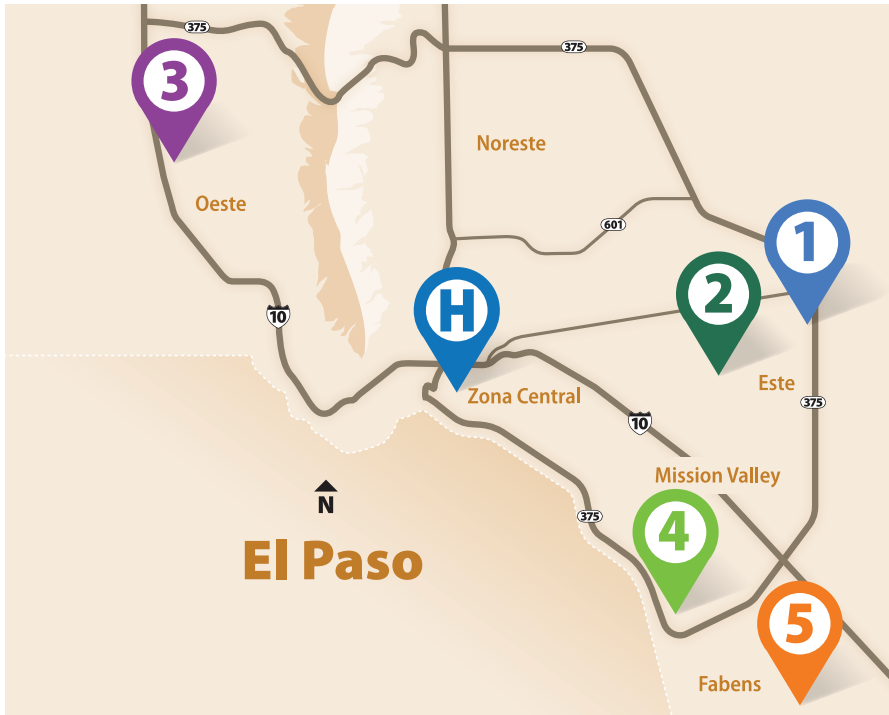 375
375
3
Noreste
Oeste
601
1
2
H
10
Este
Zona Central
375
10
Mission Valley
N
375
4
El Paso
5
Fabens